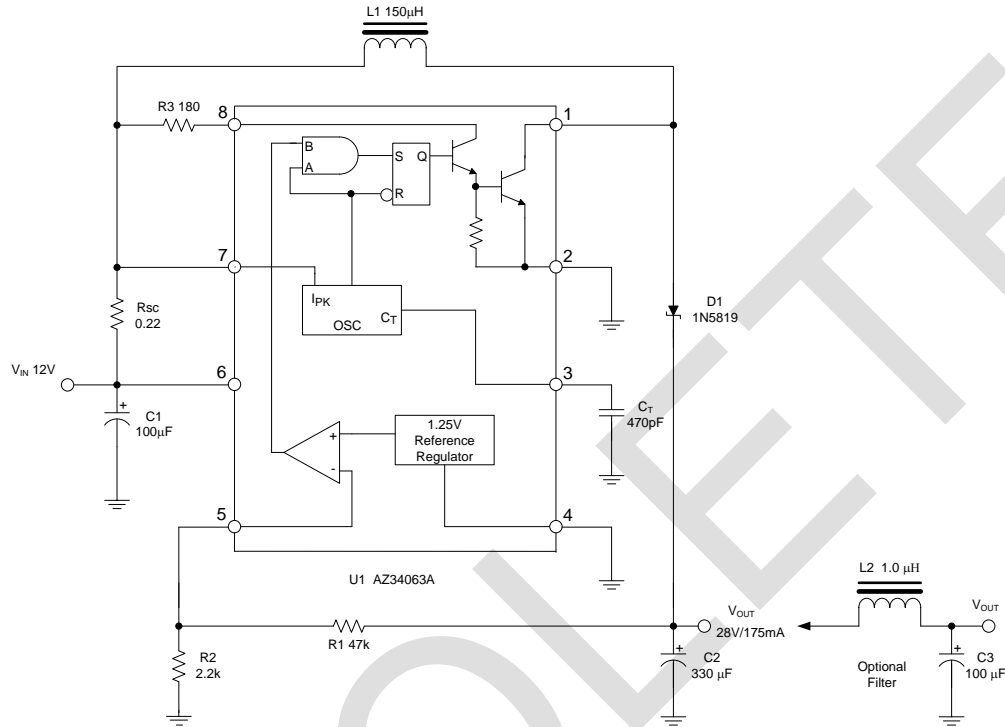 L1 150μH
R3 180
8
1
B
A
S
Q
R
7
2
IPK
OSC
CT
Rsc
0.22
D1
1N5819
VIN 12V
6
3
C1
100μF
+
CT
470pF
1.25V
Reference
Regulator
+
-
5
4
U1 AZ34063A
L2 1.0 μH
VOUT
28V/175mA
VOUT
R1 47k
R2
2.2k
+
C2
330 μF
Optional
Filter
+
C3
100 μF
OLETE